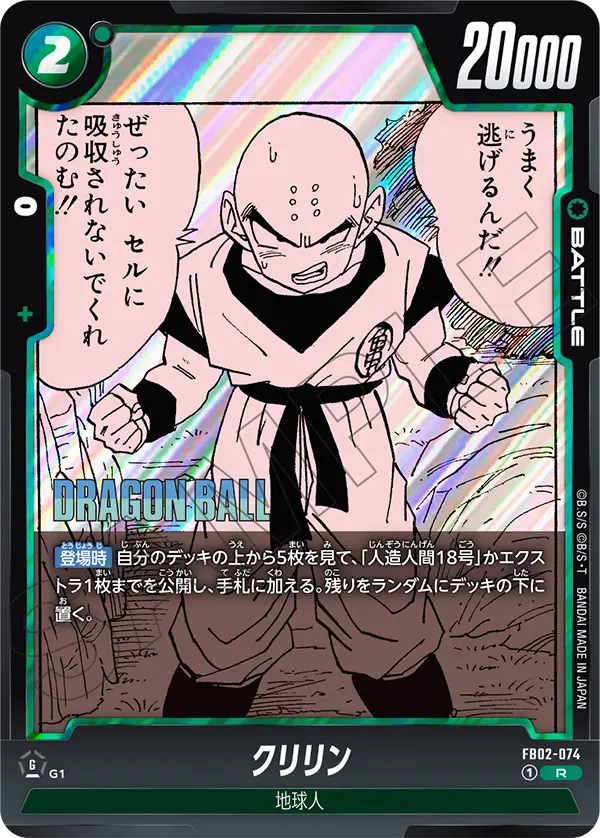 2
20000
うまく
逃げるんだ!!
ぜったい セルに
吸収されないでくれ
たのむ!!
0
+
BATTLE
SAMPLE
DRAGON BALL
登場時 自分のデッキの上から5枚を見て、「人造人間18号」かエクス
トラ1枚までを公開し、手札に加える。残りをランダムにデッキの下に
置く。
©B.S/S ©B/S・T BANDAI MADE IN JAPAN
G G1
クリリン
FB02-074
1 R
地球人